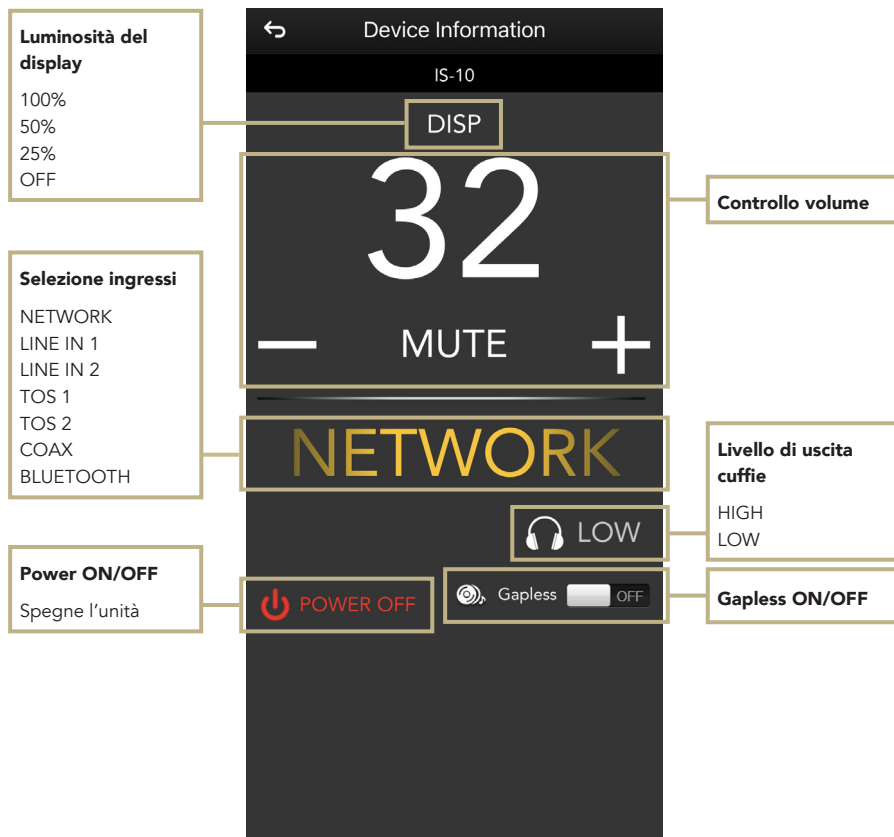 Luminosità del
display
100%
50%
25%
OFF
Selezione ingressi
NETWORK
LINE IN 1
LINE IN 2
TOS 1
TOS 2
COAX
BLUETOOTH
Power ON/OFF
Spegne l'unità
Device Information
IS-10
DISP
32
MUTE
NETWORK
LOW
POWER OFF
Gapless OFF
Controllo volume
Livello di uscita
cuffie
HIGH
LOW
Gapless ON/OFF